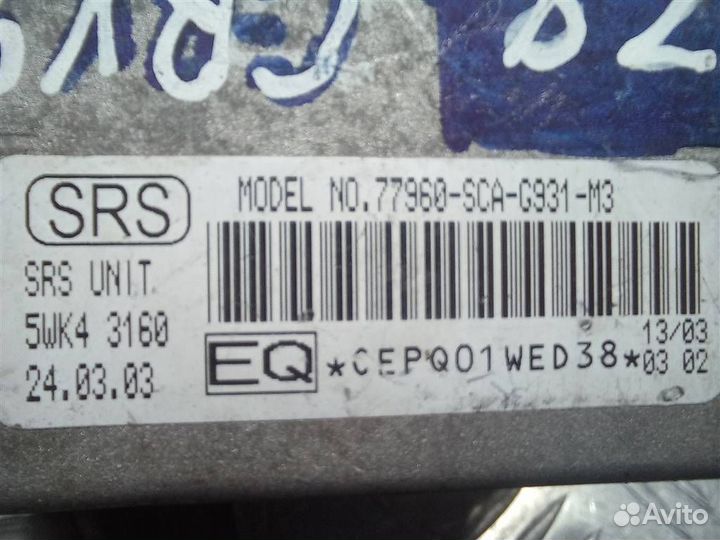 CRV
SRS
MODEL NO.77960-SCA-G931-M3
SRS UNIT
5WK4 3160
24.03.03
EQ
*CEPQ01WED38*
13/03
03 02
Avito